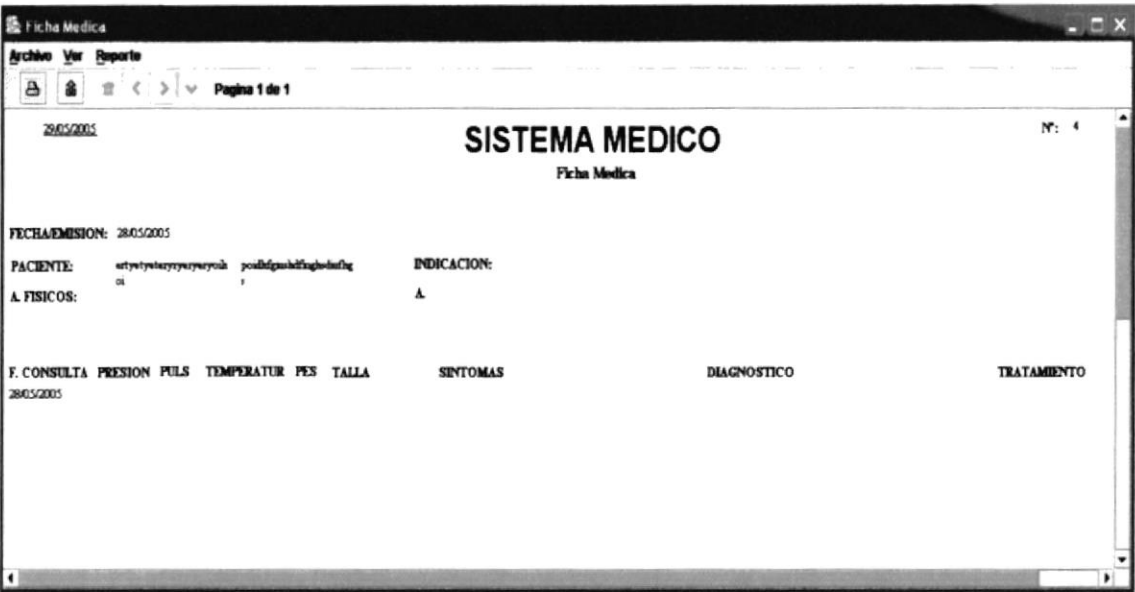 Ficha Medica
Archivo Ver Reporte
Pagina 1 de 1
29/05/2005 SISTEMA MEDICO Nº: 4
Ficha Medica
FECHA/EMISION: 28/05/2005
PACIENTE: INDICACION:
A. FISICOS: A.
F. CONSULTA PRESION PULS TEMPERATUR PES TALLA SINTOMAS DIAGNOSTICO TRATAMIENTO
28/05/2005